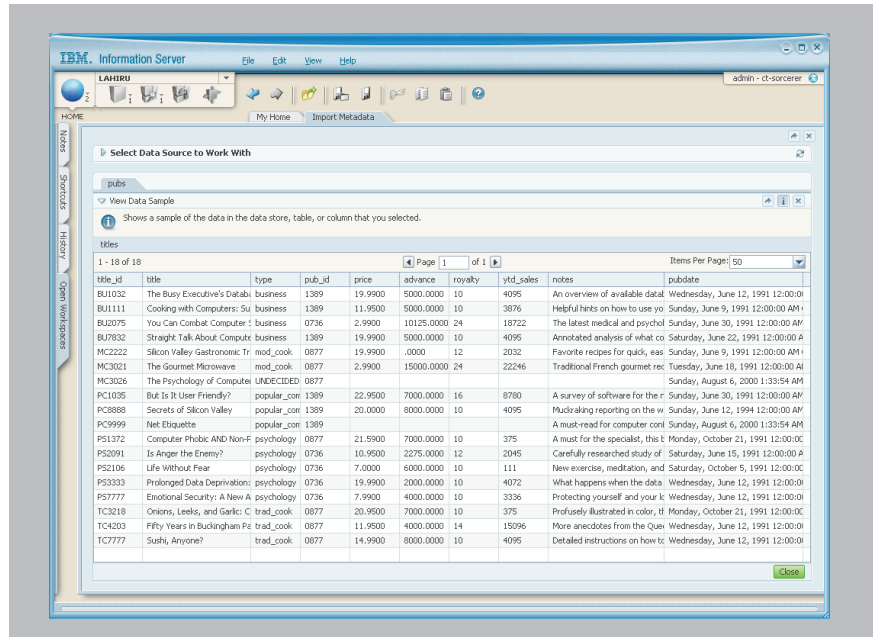 IBM. Information Server File Edit View Help
LAHIRU
admin - ct-sorcerer
HOME
My Home Import Metadata
Notes
Shortcuts
History
Open Workspaces
Select Data Source to Work With
pubs
View Data Sample
Shows a sample of the data in the data store, table, or column that you selected.
titles
1 - 18 of 18 Page 1 of 1 Items Per Page: 50
title_id title type pub_id price advance royalty ytd_sales notes pubdate
BU1032 The Busy Executive's Databa business 1389 19.9900 5000.0000 10 4095 An overview of available datab Wednesday, June 12, 1991 12:00:0
BU1111 Cooking with Computers: Su business 1389 11.9500 5000.0000 10 3876 Helpful hints on how to use yo Sunday, June 9, 1991 12:00:00 AM
BU2075 You Can Combat Computer S business 0736 2.9900 10125.0000 24 18722 The latest medical and psychol Sunday, June 30, 1991 12:00:00 AM
BU7832 Straight Talk About Compute business 1389 19.9900 5000.0000 10 4095 Annotated analysis of what co Saturday, June 22, 1991 12:00:00 A
MC2222 Silicon Valley Gastronomic Tr mod_cook 0877 19.9900 .0000 12 2032 Favorite recipes for quick, eas Sunday, June 9, 1991 12:00:00 AM
MC3021 The Gourmet Microwave mod_cook 0877 2.9900 15000.0000 24 22246 Traditional French gourmet rec Tuesday, June 18, 1991 12:00:00 A
MC3026 The Psychology of Computer UNDECIDED 0877 Sunday, August 6, 2000 1:33:54 AM
PC1035 But Is It User Friendly? popular_com 1389 22.9500 7000.0000 16 8780 A survey of software for the n Sunday, June 30, 1991 12:00:00 AM
PC8888 Secrets of Silicon Valley popular_com 1389 20.0000 8000.0000 10 4095 Muckraking reporting on the w Sunday, June 12, 1994 12:00:00 AM
PC9999 Net Etiquette popular_com 1389 A must-read for computer conf Sunday, August 6, 2000 1:33:54 AM
PS1372 Computer Phobic AND Non-P psychology 0877 21.5900 7000.0000 10 375 A must for the specialist, this b Monday, October 21, 1991 12:00:00
PS2091 Is Anger the Enemy? psychology 0736 10.9500 2275.0000 12 2045 Carefully researched study of Saturday, June 15, 1991 12:00:00 A
PS2106 Life Without Fear psychology 0736 7.0000 6000.0000 10 111 New exercise, meditation, and Saturday, October 5, 1991 12:00:00
PS3333 Prolonged Data Deprivation: psychology 0736 19.9900 2000.0000 10 4072 What happens when the data Wednesday, June 12, 1991 12:00:0
PS7777 Emotional Security: A New A psychology 0736 7.9900 4000.0000 10 3336 Protecting yourself and your lo Wednesday, June 12, 1991 12:00:0
TC3218 Onions, Leeks, and Garlic: C trad_cook 0877 20.9500 7000.0000 10 375 Profusely illustrated in color, th Monday, October 21, 1991 12:00:00
TC4203 Fifty Years in Buckingham Pa trad_cook 0877 11.9500 4000.0000 14 15096 More anecdotes from the Quee Wednesday, June 12, 1991 12:00:0
TC7777 Sushi, Anyone? trad_cook 0877 14.9900 8000.0000 10 4095 Detailed instructions on how to Wednesday, June 12, 1991 12:00:0
Close